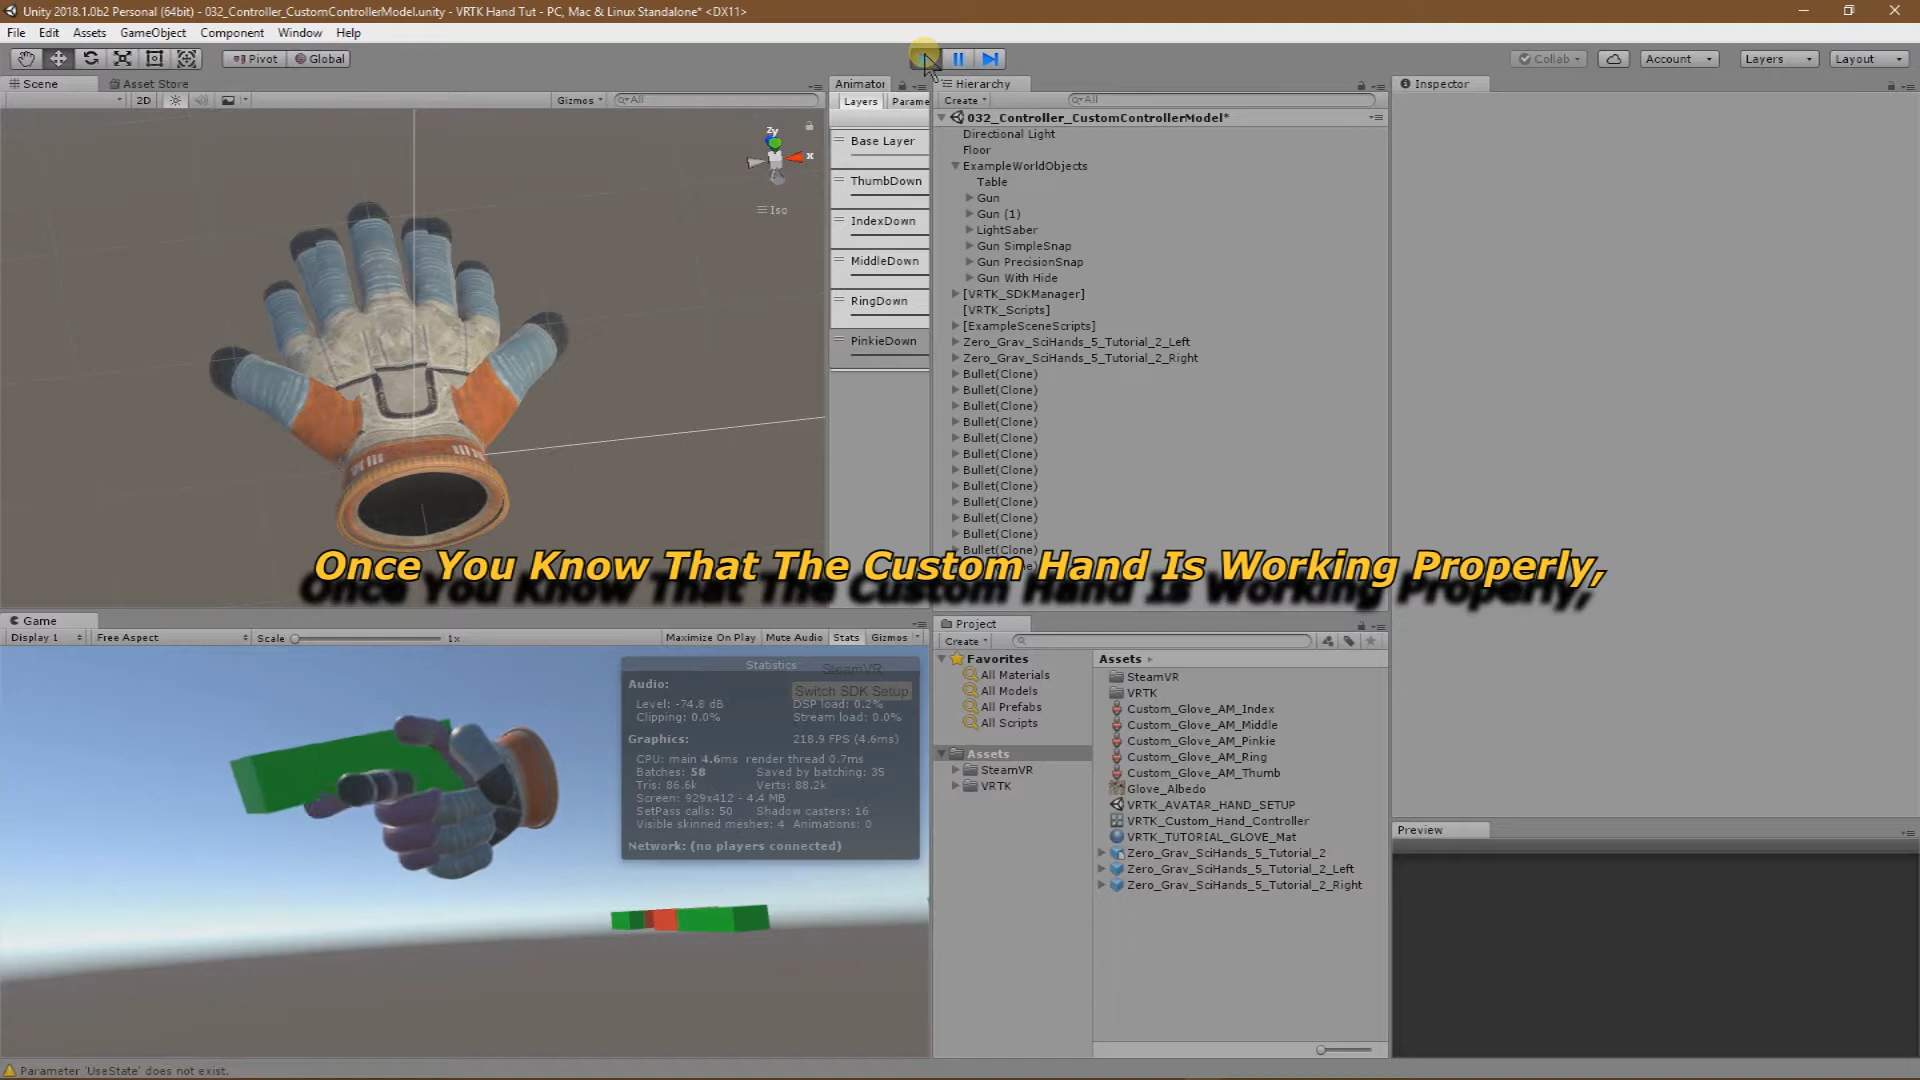 Unity 2018.1.0b2 Personal (64bit) - 032_Controller_CustomControllerModel.unity - VRTK Hand Tut - PC, Mac & Linux Standalone* <DX11>
File Edit Assets GameObject Component Window Help
Pivot Global Collab Account Layers Layout
Scene Asset Store
2D Gizmos All
zy
x
Iso
Animator
Layers Parame
Base Layer
ThumbDown
IndexDown
MiddleDown
RingDown
PinkieDown
Hierarchy
Create All
032_Controller_CustomControllerModel*
Directional Light
Floor
ExampleWorldObjects
Table
Gun
Gun (1)
LightSaber
Gun SimpleSnap
Gun PrecisionSnap
Gun With Hide
[VRTK_SDKManager]
[VRTK_Scripts]
[ExampleSceneScripts]
Zero_Grav_SciHands_5_Tutorial_2_Left
Zero_Grav_SciHands_5_Tutorial_2_Right
Bullet(Clone)
Bullet(Clone)
Bullet(Clone)
Bullet(Clone)
Bullet(Clone)
Bullet(Clone)
Bullet(Clone)
Bullet(Clone)
Bullet(Clone)
Bullet(Clone)
Bullet(Clone)
Bullet(Clone)
Inspector
Once You Know That The Custom Hand Is Working Properly,
Game
Display 1 Free Aspect Scale 1x Maximize On Play Mute Audio Stats Gizmos
Statistics
SteamVR
Switch SDK Setup
Audio:
Level: -74.8 dB DSP load: 0.2%
Clipping: 0.0% Stream load: 0.0%
Graphics: 218.9 FPS (4.6ms)
CPU: main 4.6ms render thread 0.7ms
Batches: 58 Saved by batching: 35
Tris: 86.6k Verts: 88.2k
Screen: 929x412 - 4.4 MB
SetPass calls: 50 Shadow casters: 16
Visible skinned meshes: 4 Animations: 0
Network: (no players connected)
Project
Create
Favorites
All Materials
All Models
All Prefabs
All Scripts
Assets
SteamVR
VRTK
Assets
SteamVR
VRTK
Custom_Glove_AM_Index
Custom_Glove_AM_Middle
Custom_Glove_AM_Pinkie
Custom_Glove_AM_Ring
Custom_Glove_AM_Thumb
Glove_Albedo
VRTK_AVATAR_HAND_SETUP
VRTK_Custom_Hand_Controller
VRTK_TUTORIAL_GLOVE_Mat
Zero_Grav_SciHands_5_Tutorial_2
Zero_Grav_SciHands_5_Tutorial_2_Left
Zero_Grav_SciHands_5_Tutorial_2_Right
Preview
Parameter 'UseState' does not exist.